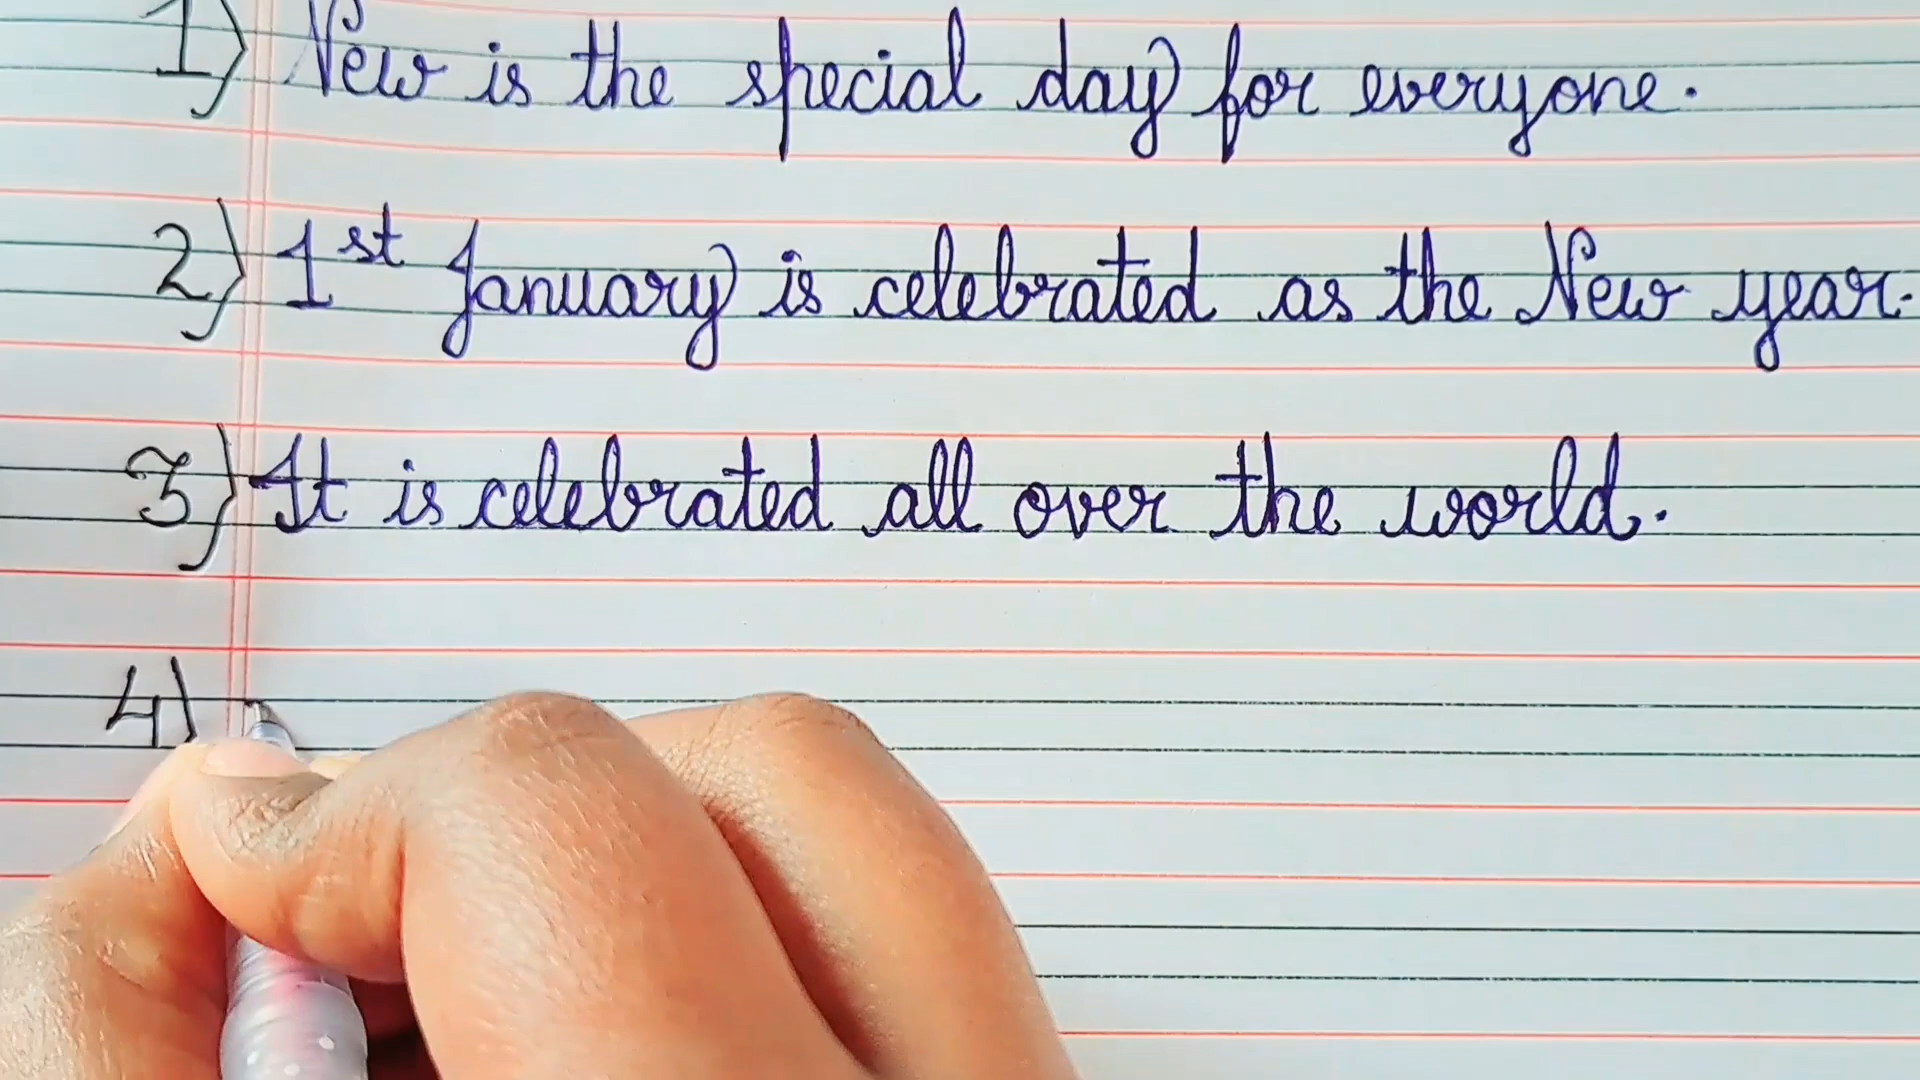 1) New is the special day for everyone.
2) 1st January is celebrated as the New year.
3) It is celebrated all over the world.
4)